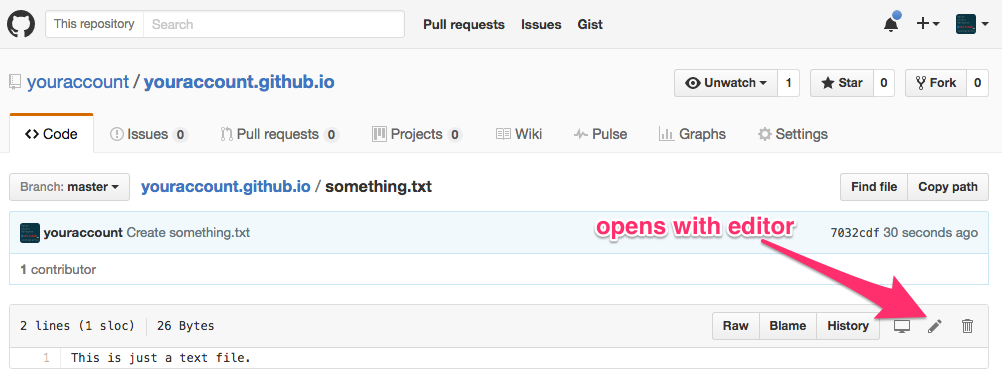 This repository Search Pull requests Issues Gist
youraccount / youraccount.github.io Unwatch 1 Star 0 Fork 0
Code Issues 0 Pull requests 0 Projects 0 Wiki Pulse Graphs Settings
Branch: master youraccount.github.io / something.txt Find file Copy path
opens with editor
youraccount Create something.txt 7032cdf 30 seconds ago
1 contributor
2 lines (1 sloc) 26 Bytes Raw Blame History
1 This is just a text file.